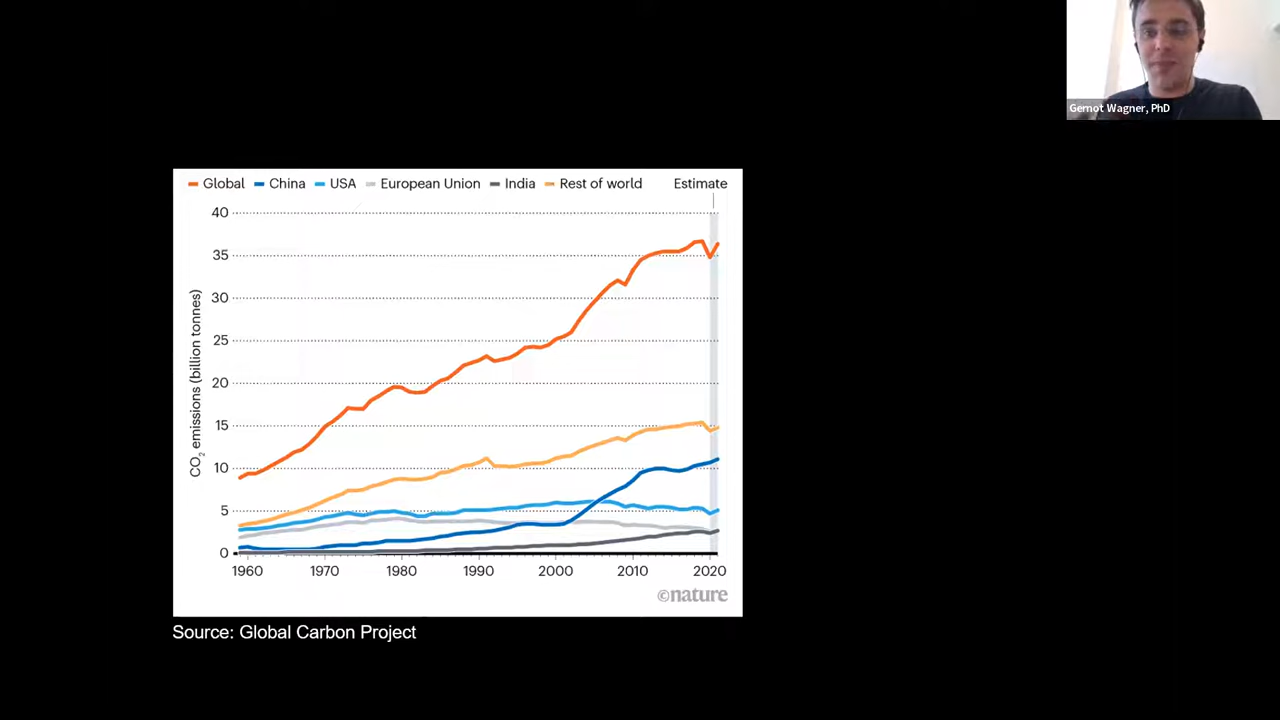 Gernot Wagner, PhD
Global China USA European Union India Rest of world Estimate
40
35
30
25
20
15
10
5
0
CO2 emissions (billion tonnes)
1960 1970 1980 1990 2000 2010 2020
©nature
Source: Global Carbon Project